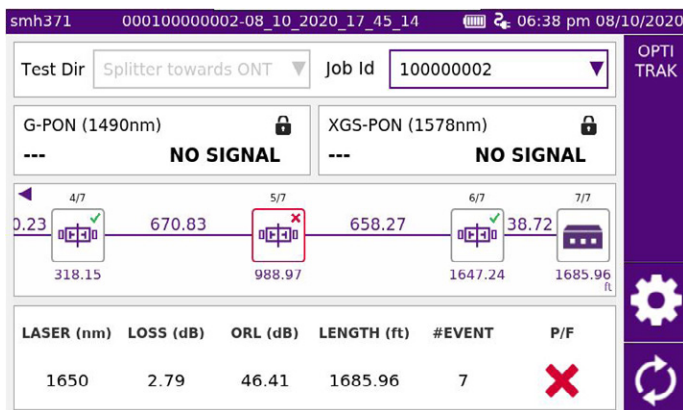 smh371 000100000002-08_10_2020_17_45_14 06:38 pm 08/10/2020
OPTI
TRAK
Test Dir Splitter towards ONT Job Id 100000002
G-PON (1490nm) XGS-PON (1578nm)
--- NO SIGNAL --- NO SIGNAL
4/7 5/7 6/7 7/7
0.23 670.83 658.27 38.72
318.15 988.97 1647.24 1685.96
ft
LASER (nm) LOSS (dB) ORL (dB) LENGTH (ft) #EVENT P/F
1650 2.79 46.41 1685.96 7